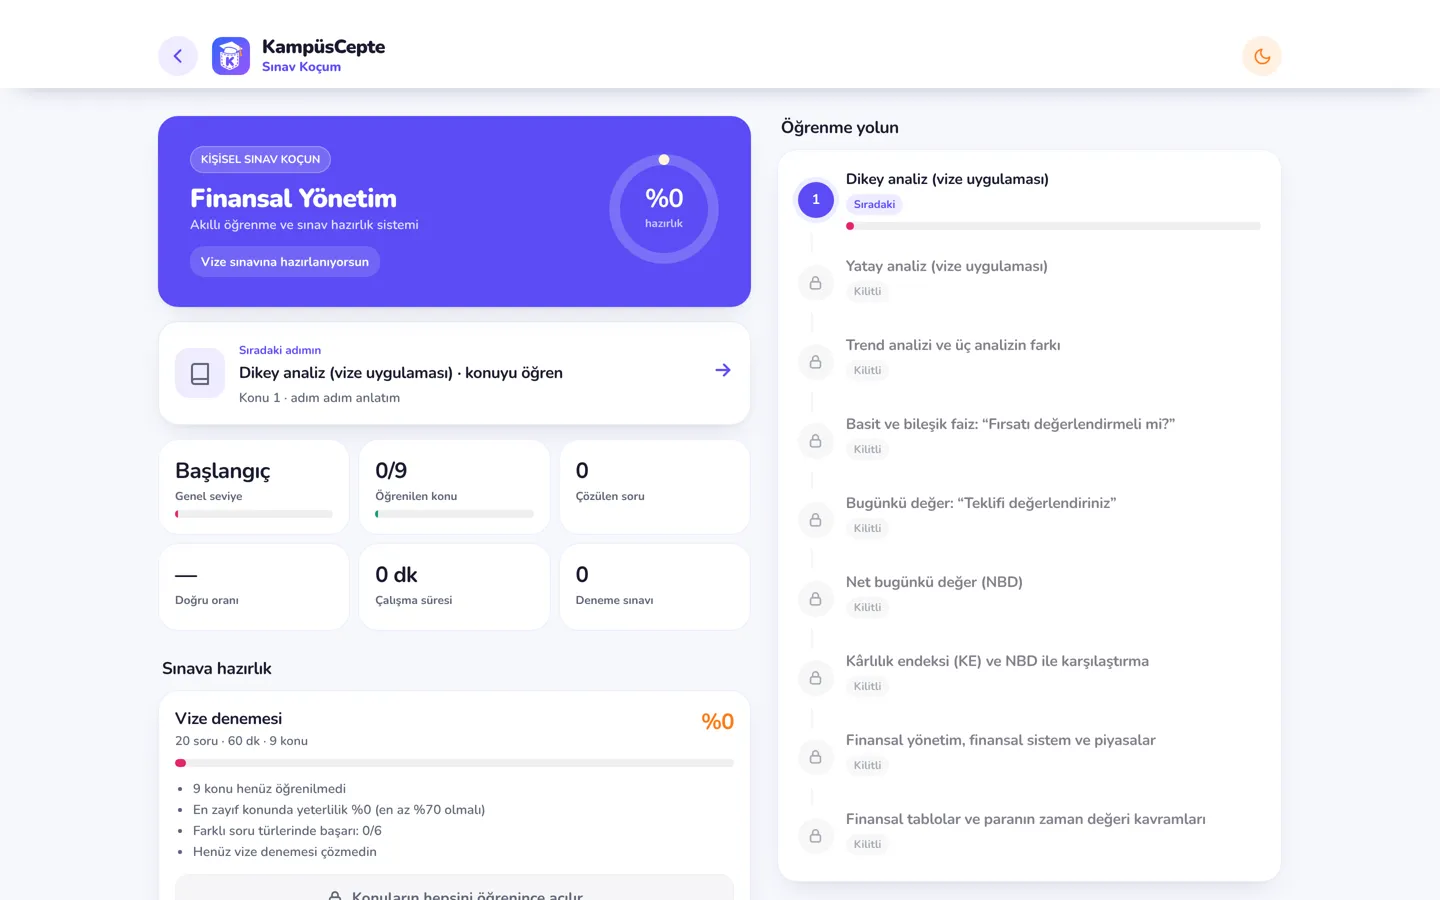 KampüsCepte
Sınav Koçum
KİŞİSEL SINAV KOÇUN
Finansal Yönetim
Akıllı öğrenme ve sınav hazırlık sistemi
Vize sınavına hazırlanıyorsun
%0
hazırlık
Sıradaki adımın
Dikey analiz (vize uygulaması) · konuyu öğren
Konu 1 · adım adım anlatım
Başlangıç
Genel seviye
0/9
Öğrenilen konu
0
Çözülen soru
—
Doğru oranı
0 dk
Çalışma süresi
0
Deneme sınavı
Sınava hazırlık
Vize denemesi
%0
20 soru · 60 dk · 9 konu
• 9 konu henüz öğrenilmedi
• En zayıf konunda yeterlilik %0 (en az %70 olmalı)
• Farklı soru türlerinde başarı: 0/6
• Henüz vize denemesi çözmedin
Konuların hepsini öğrenince açılır
Öğrenme yolun
1
Dikey analiz (vize uygulaması)
Sıradaki
Yatay analiz (vize uygulaması)
Kilitli
Trend analizi ve üç analizin farkı
Kilitli
Basit ve bileşik faiz: “Fırsatı değerlendirmeli mi?”
Kilitli
Bugünkü değer: “Teklifi değerlendiriniz”
Kilitli
Net bugünkü değer (NBD)
Kilitli
Kârlılık endeksi (KE) ve NBD ile karşılaştırma
Kilitli
Finansal yönetim, finansal sistem ve piyasalar
Kilitli
Finansal tablolar ve paranın zaman değeri kavramları
Kilitli